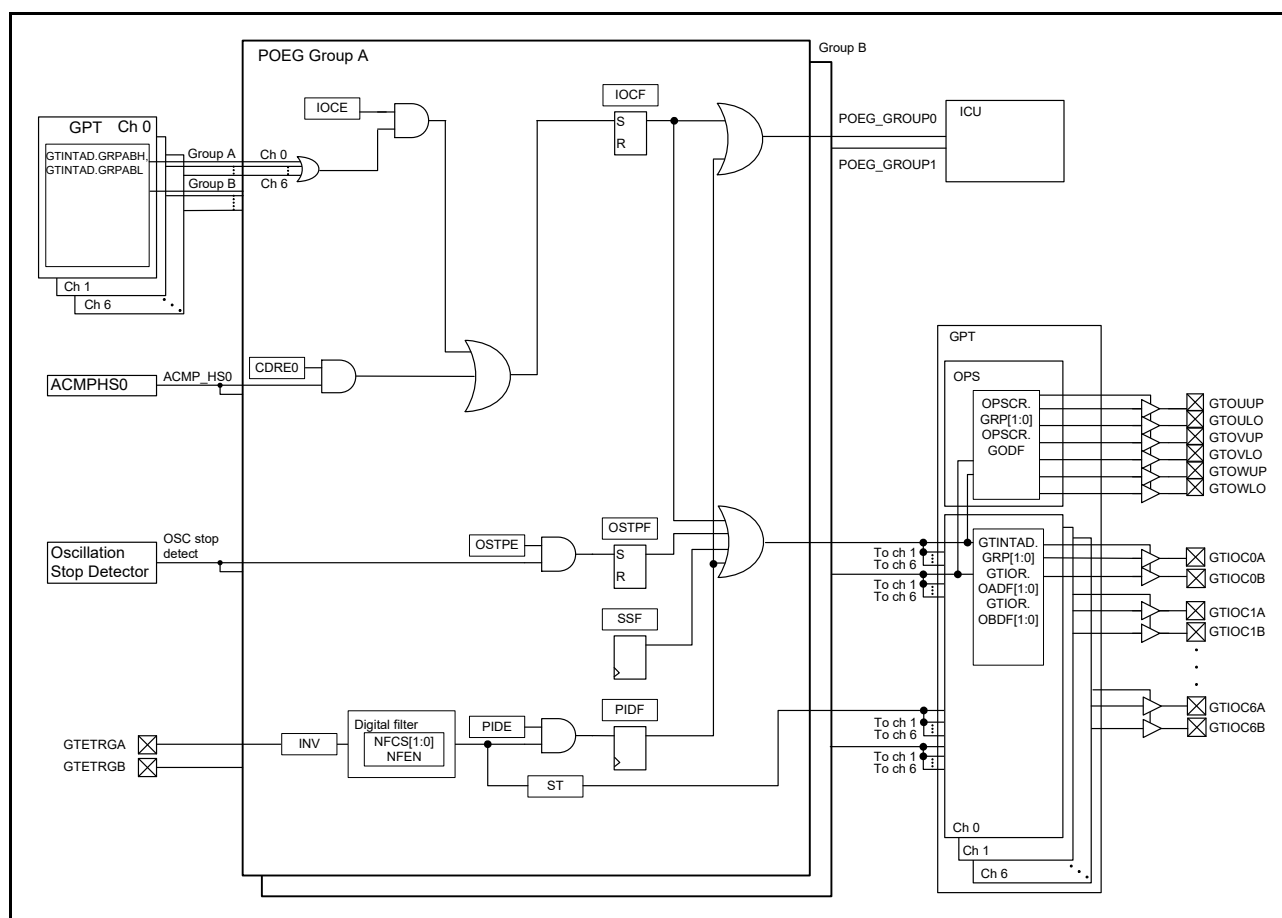 POEG Group A
Group B
IOCE
IOCF
S
R
GPT
Ch 0
GTINTAD.GRPABH,
GTINTAD.GRPABL
Group A
Ch 0
Group B
Ch 6
Ch 1
Ch 6
POEG_GROUP0
POEG_GROUP1
ICU
ACMPHS0
ACMP_HS0
CDRE0
Oscillation
Stop Detector
OSC stop
detect
OSTPE
OSTPF
S
R
SSF
GTETRGA
GTETRGB
INV
Digital filter
NFCS[1:0]
NFEN
PIDE
PIDF
ST
To ch 1
To ch 6
To ch 1
To ch 6
To ch 1
To ch 6
To ch 1
To ch 6
GPT
OPS
OPSCR.
GRP[1:0]
OPSCR.
GODF
GTINTAD.
GRP[1:0]
GTIOR.
OADF[1:0]
GTIOR.
OBDF[1:0]
Ch 0
Ch 1
Ch 6
GTOUUP
GTOULO
GTOVUP
GTOVLO
GTOWUP
GTOWLO
GTIOC0A
GTIOC0B
GTIOC1A
GTIOC1B
GTIOC6A
GTIOC6B